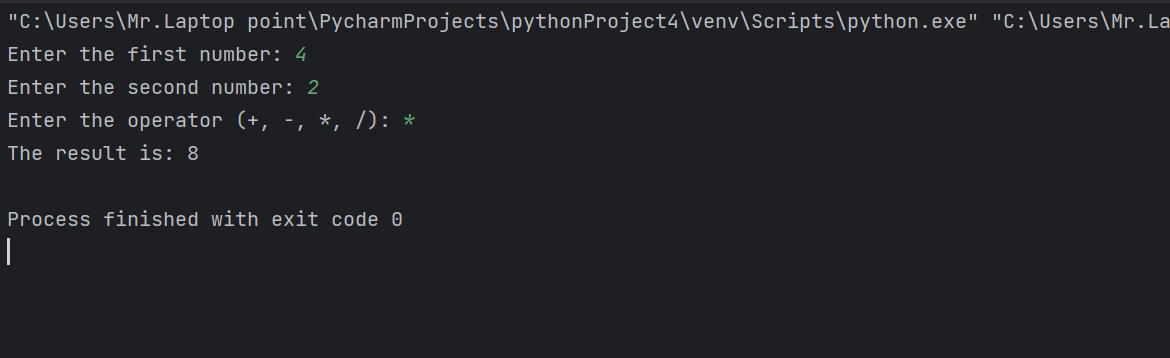 "C:\Users\Mr.Laptop point\PycharmProjects\pythonProject4\venv\Scripts\python.exe" "C:\Users\Mr.La
Enter the first number: 4
Enter the second number: 2
Enter the operator (+, -, *, /): *
The result is: 8
Process finished with exit code 0